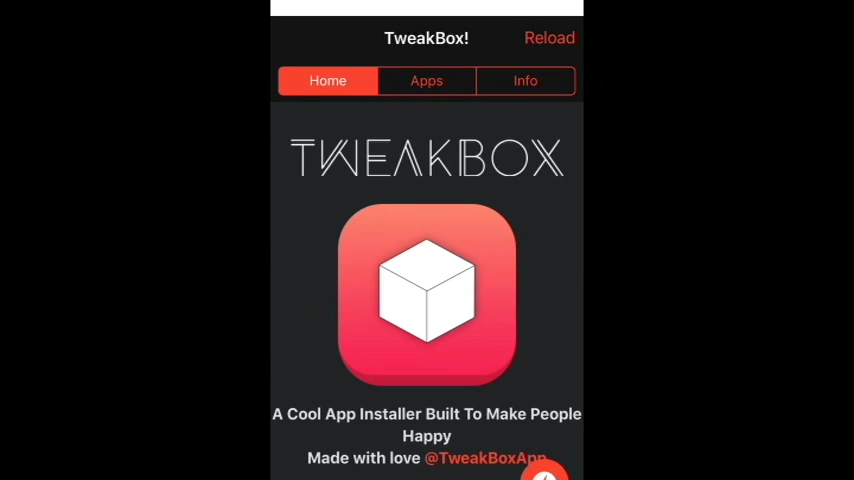 TweakBox!
Reload
Home
Apps
Info
TWEAKBOX
A Cool App Installer Built To Make People
Happy
Made with love @TweakBoxApp